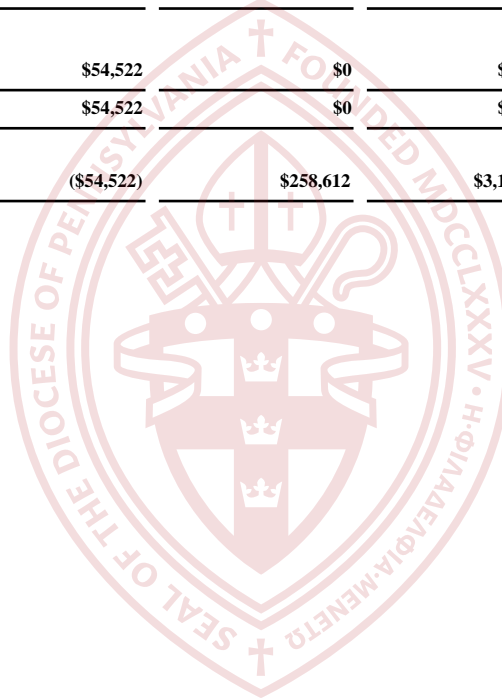 $54,522 $0
$54,522 $0
($54,522) $258,612
SEAL OF THE DIOCESE OF PENNSYLVANIA
FOUNDED MDCCLXXXV • Η·ΦΙΛΑΔΕΛΦΙΑ·ΜΕΝΕΤΩ